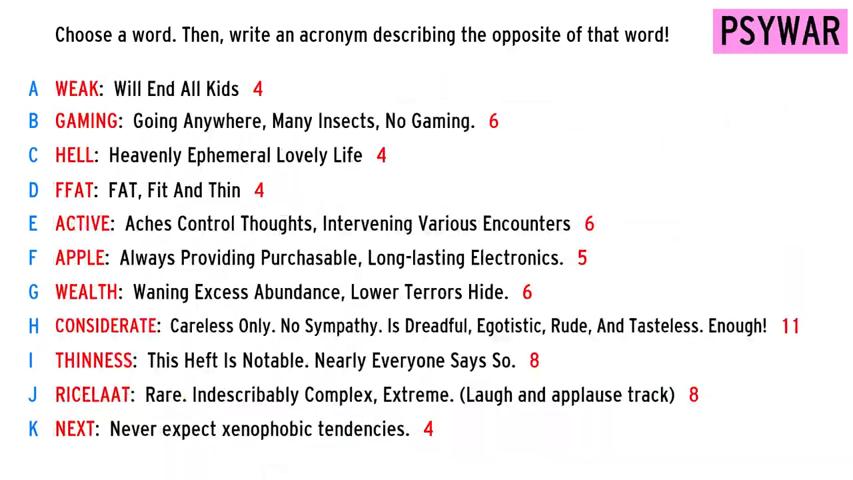 Choose a word. Then, write an acronym describing the opposite of that word! PSYWAR
A WEAK: Will End All Kids 4
B GAMING: Going Anywhere, Many Insects, No Gaming. 6
C HELL: Heavenly Ephemeral Lovely Life 4
D FFAT: FAT, Fit And Thin 4
E ACTIVE: Aches Control Thoughts, Intervening Various Encounters 6
F APPLE: Always Providing Purchasable, Long-lasting Electronics. 5
G WEALTH: Waning Excess Abundance, Lower Terrors Hide. 6
H CONSIDERATE: Careless Only. No Sympathy. Is Dreadful, Egotistic, Rude, And Tasteless. Enough! 11
I THINNESS: This Heft Is Notable. Nearly Everyone Says So. 8
J RICELAAT: Rare. Indescribably Complex, Extreme. (Laugh and applause track) 8
K NEXT: Never expect xenophobic tendencies. 4